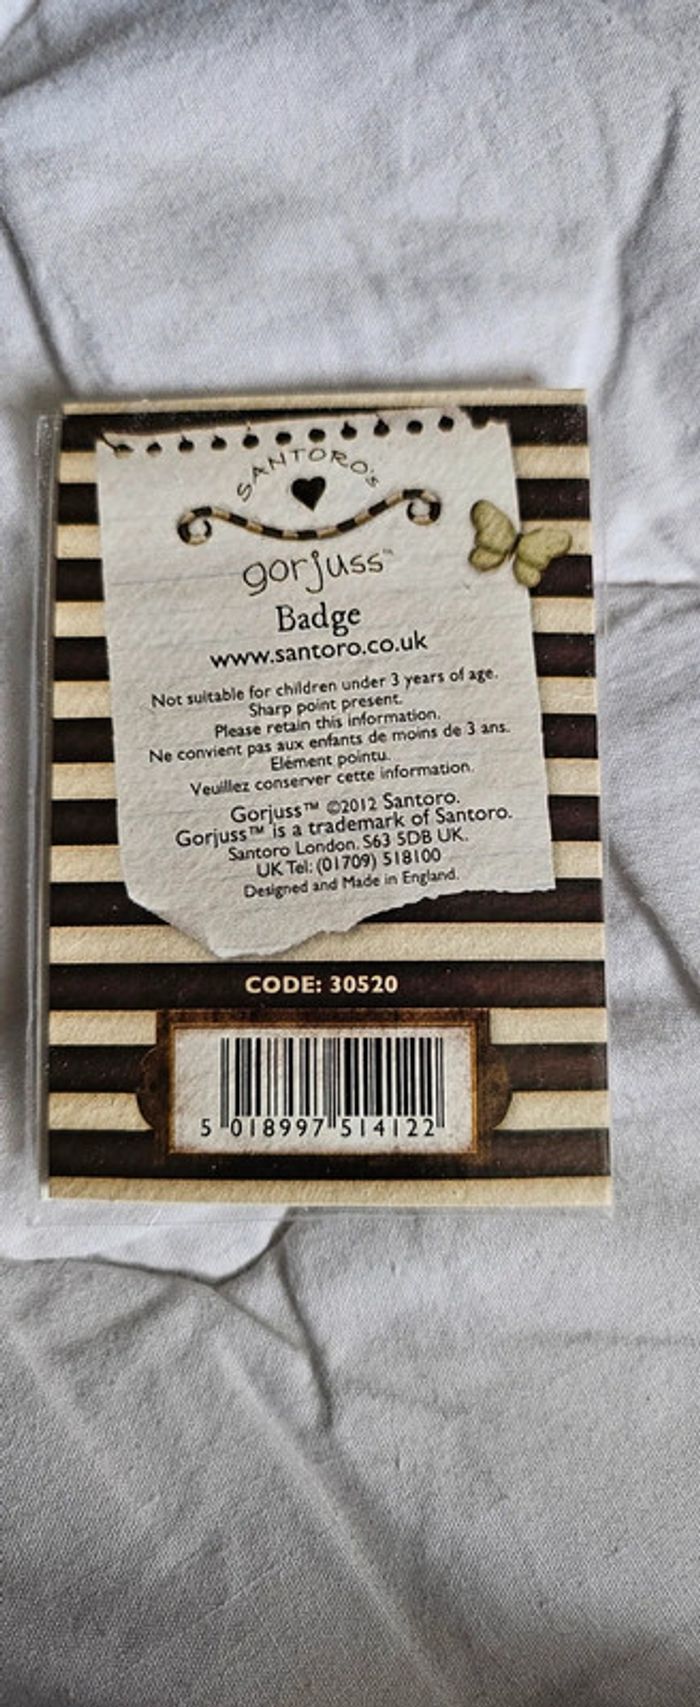 SANTORO'S
gorjuss™
Badge
www.santoro.co.uk
Not suitable for children under 3 years of age.
Sharp point present.
Please retain this information.
Ne convient pas aux enfants de moins de 3 ans.
Elément pointu.
Veuillez conserver cette information.
Gorjuss™ ©2012 Santoro.
Gorjuss™ is a trademark of Santoro.
Santoro London. S63 5DB UK.
UK Tel: (01709) 518100
Designed and Made in England.
CODE: 30520
5 018997 514122